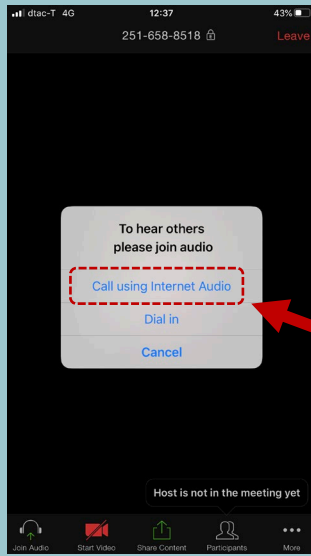 dtac-T 4G 12:37 43%
251-658-8518 Leave
To hear others
please join audio
Call using Internet Audio
Dial in
Cancel
Host is not in the meeting yet
Join Audio Start Video Share Content Participants More